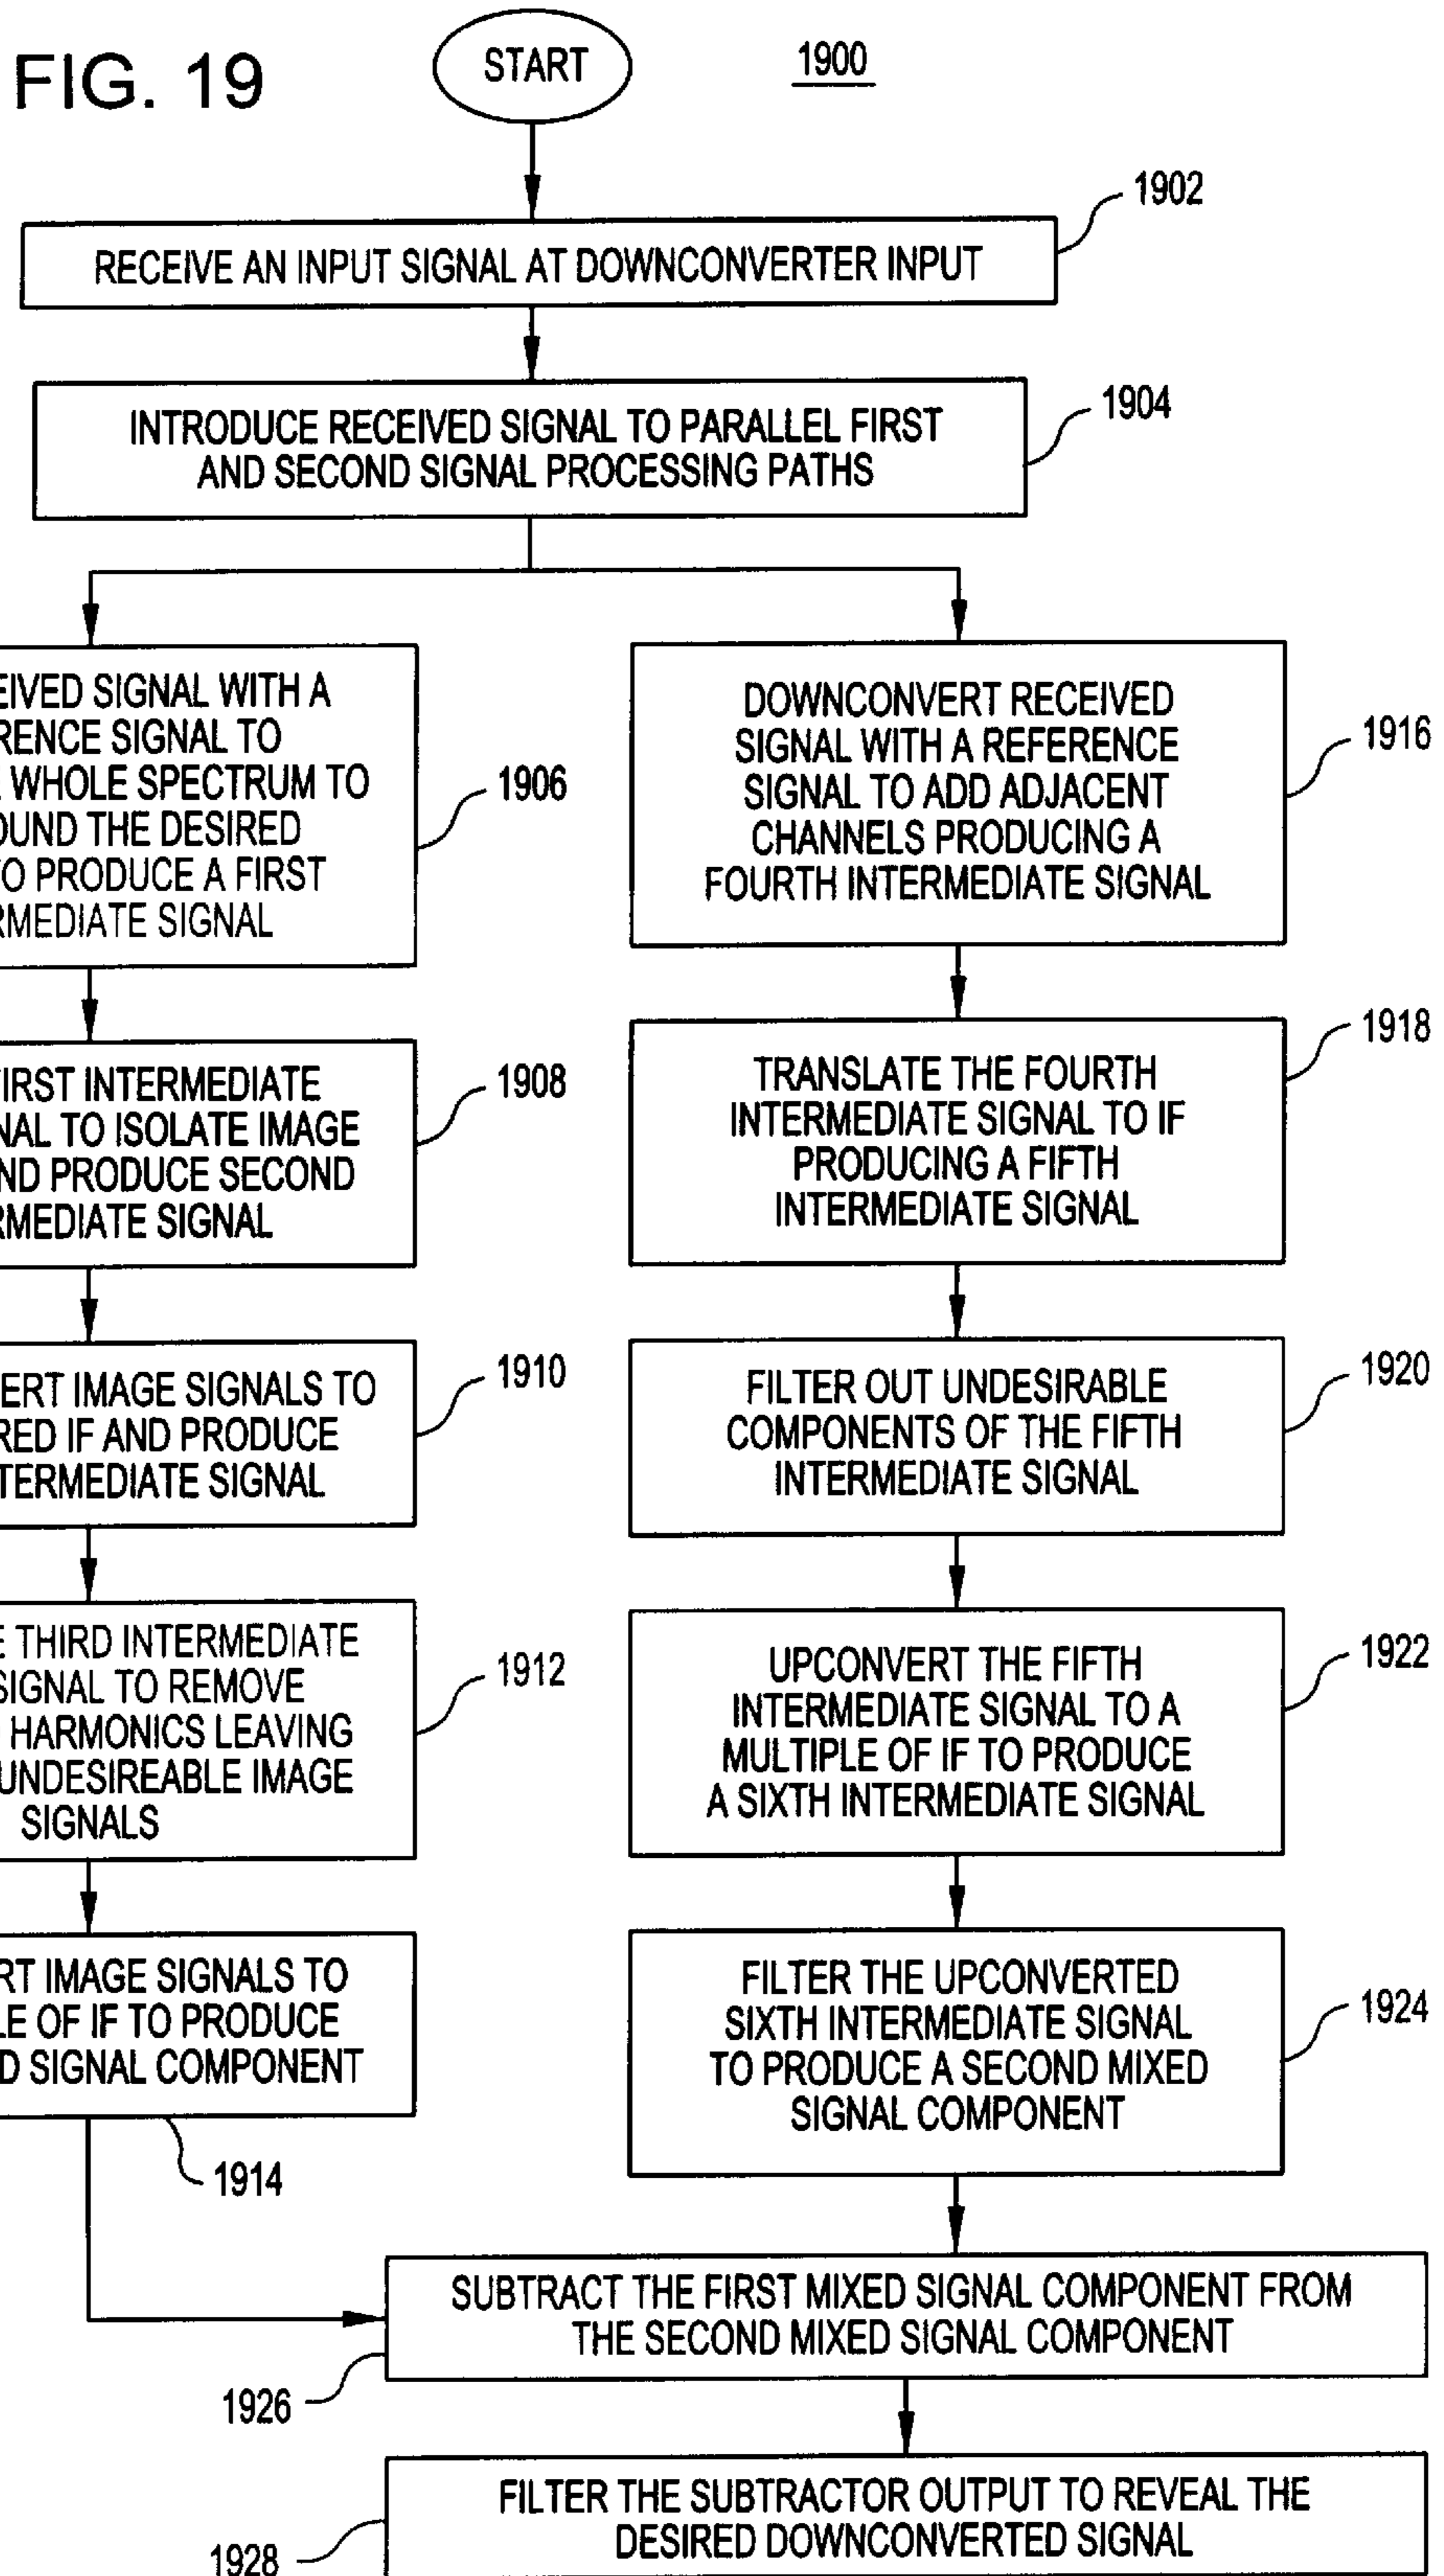 FIG. 19
START
1900
1902
RECEIVE AN INPUT SIGNAL AT DOWNCONVERTER INPUT
1904
INTRODUCE RECEIVED SIGNAL TO PARALLEL FIRST
AND SECOND SIGNAL PROCESSING PATHS
EIVED SIGNAL WITH A
RENCE SIGNAL TO
WHOLE SPECTRUM TO
OUND THE DESIRED
O PRODUCE A FIRST
RMEDIATE SIGNAL
1906
IRST INTERMEDIATE
NAL TO ISOLATE IMAGE
ND PRODUCE SECOND
RMEDIATE SIGNAL
1908
ERT IMAGE SIGNALS TO
RED IF AND PRODUCE
TERMEDIATE SIGNAL
1910
E THIRD INTERMEDIATE
SIGNAL TO REMOVE
HARMONICS LEAVING
UNDESIREABLE IMAGE
SIGNALS
1912
RT IMAGE SIGNALS TO
LE OF IF TO PRODUCE
D SIGNAL COMPONENT
1914
DOWNCONVERT RECEIVED
SIGNAL WITH A REFERENCE
SIGNAL TO ADD ADJACENT
CHANNELS PRODUCING A
FOURTH INTERMEDIATE SIGNAL
1916
TRANSLATE THE FOURTH
INTERMEDIATE SIGNAL TO IF
PRODUCING A FIFTH
INTERMEDIATE SIGNAL
1918
FILTER OUT UNDESIRABLE
COMPONENTS OF THE FIFTH
INTERMEDIATE SIGNAL
1920
UPCONVERT THE FIFTH
INTERMEDIATE SIGNAL TO A
MULTIPLE OF IF TO PRODUCE
A SIXTH INTERMEDIATE SIGNAL
1922
FILTER THE UPCONVERTED
SIXTH INTERMEDIATE SIGNAL
TO PRODUCE A SECOND MIXED
SIGNAL COMPONENT
1924
SUBTRACT THE FIRST MIXED SIGNAL COMPONENT FROM
THE SECOND MIXED SIGNAL COMPONENT
1926
FILTER THE SUBTRACTOR OUTPUT TO REVEAL THE
DESIRED DOWNCONVERTED SIGNAL
1928